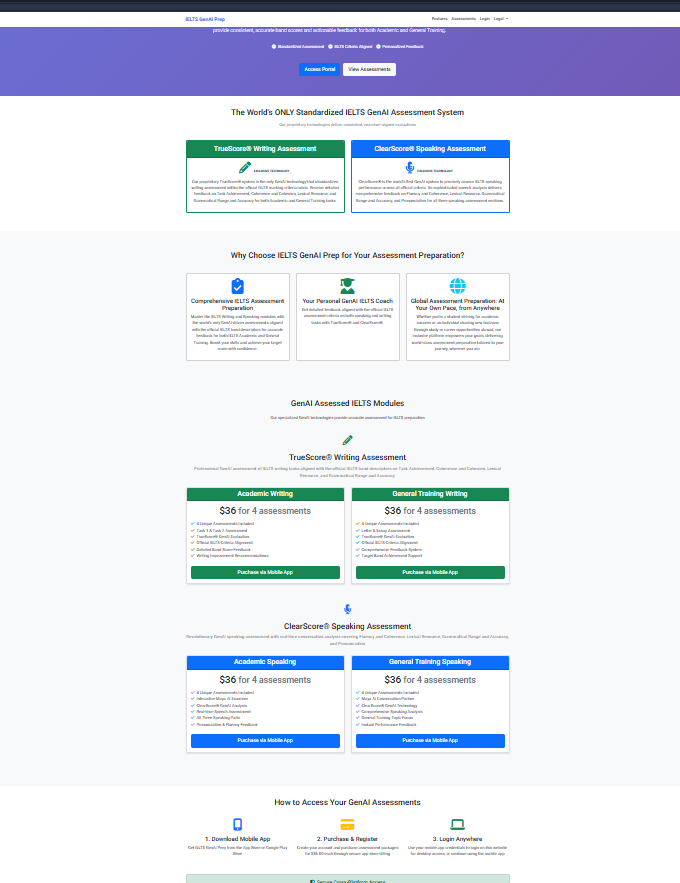 IELTS GenAI Prep
Features Assessments Login Legal
provide consistent, accurate band scores and actionable feedback for both Academic and General Training.
Standardized Assessment IELTS Criteria Aligned Personalized Feedback
Access Portal View Assessments
The World's ONLY Standardized IELTS GenAI Assessment System
Our proprietary technologies deliver consistent, examiner-aligned evaluations
TrueScore® Writing Assessment
EXCLUSIVE TECHNOLOGY
Our proprietary TrueScore® system is the only GenAI technology that standardizes
writing assessment within the official IELTS marking criteria rubric. Receive detailed
feedback on Task Achievement, Coherence and Cohesion, Lexical Resource, and
Grammatical Range and Accuracy for both Academic and General Training tasks.
ClearScore® Speaking Assessment
EXCLUSIVE TECHNOLOGY
ClearScore® is the world's first GenAI system to precisely assess IELTS speaking
performance across all official criteria. Its sophisticated speech analysis delivers
comprehensive feedback on Fluency and Coherence, Lexical Resource, Grammatical
Range and Accuracy, and Pronunciation for all three speaking assessment sections.
Why Choose IELTS GenAI Prep for Your Assessment Preparation?
Comprehensive IELTS Assessment
Preparation
Master the IELTS Writing and Speaking modules with
the world's only GenAI-driven assessments aligned
with the official IELTS band descriptors for accurate
feedback for both IELTS Academic and General
Training. Boost your skills and achieve your target
score with confidence.
Your Personal GenAI IELTS Coach
Get detailed feedback aligned with the official IELTS
assessment criteria on both speaking and writing
tasks with TrueScore® and ClearScore®.
Global Assessment Preparation: At
Your Own Pace, from Anywhere
Whether you're a student striving for academic
success or an individual chasing new horizons
through study or career opportunities abroad, our
inclusive platform empowers your goals, delivering
world-class assessment preparation tailored to your
journey, wherever you are.
GenAI Assessed IELTS Modules
Our specialized GenAI technologies provide accurate assessment for IELTS preparation
TrueScore® Writing Assessment
Professional GenAI assessment of IELTS writing tasks aligned with the official IELTS band descriptors on Task Achievement, Coherence and Cohesion, Lexical
Resource, and Grammatical Range and Accuracy
Academic Writing
$36 for 4 assessments
4 Unique Assessments Included
Task 1 & Task 2 Assessment
TrueScore® GenAI Evaluation
Official IELTS Criteria Alignment
Detailed Band Score Feedback
Writing Improvement Recommendations
Purchase via Mobile App
General Training Writing
$36 for 4 assessments
4 Unique Assessments Included
Letter & Essay Assessment
TrueScore® GenAI Evaluation
Official IELTS Criteria Alignment
Comprehensive Feedback System
Target Band Achievement Support
Purchase via Mobile App
ClearScore® Speaking Assessment
Revolutionary GenAI speaking assessment with real-time conversation analysis covering Fluency and Coherence, Lexical Resource, Grammatical Range and Accuracy,
and Pronunciation
Academic Speaking
$36 for 4 assessments
4 Unique Assessments Included
Interactive Maya AI Examiner
ClearScore® GenAI Analysis
Real-time Speech Assessment
All Three Speaking Parts
Pronunciation & Fluency Feedback
Purchase via Mobile App
General Training Speaking
$36 for 4 assessments
4 Unique Assessments Included
Maya AI Conversation Partner
ClearScore® GenAI Technology
Comprehensive Speaking Analysis
General Training Topic Focus
Instant Performance Feedback
Purchase via Mobile App
How to Access Your GenAI Assessments
1. Download Mobile App
Get IELTS GenAI Prep from the App Store or Google Play
Store
2. Purchase & Register
Create your account and purchase assessment packages
for $36.00 each through secure app store billing
3. Login Anywhere
Use your mobile app credentials to login on this website
for desktop access, or continue using the mobile app
Secure Cross-Platform Access